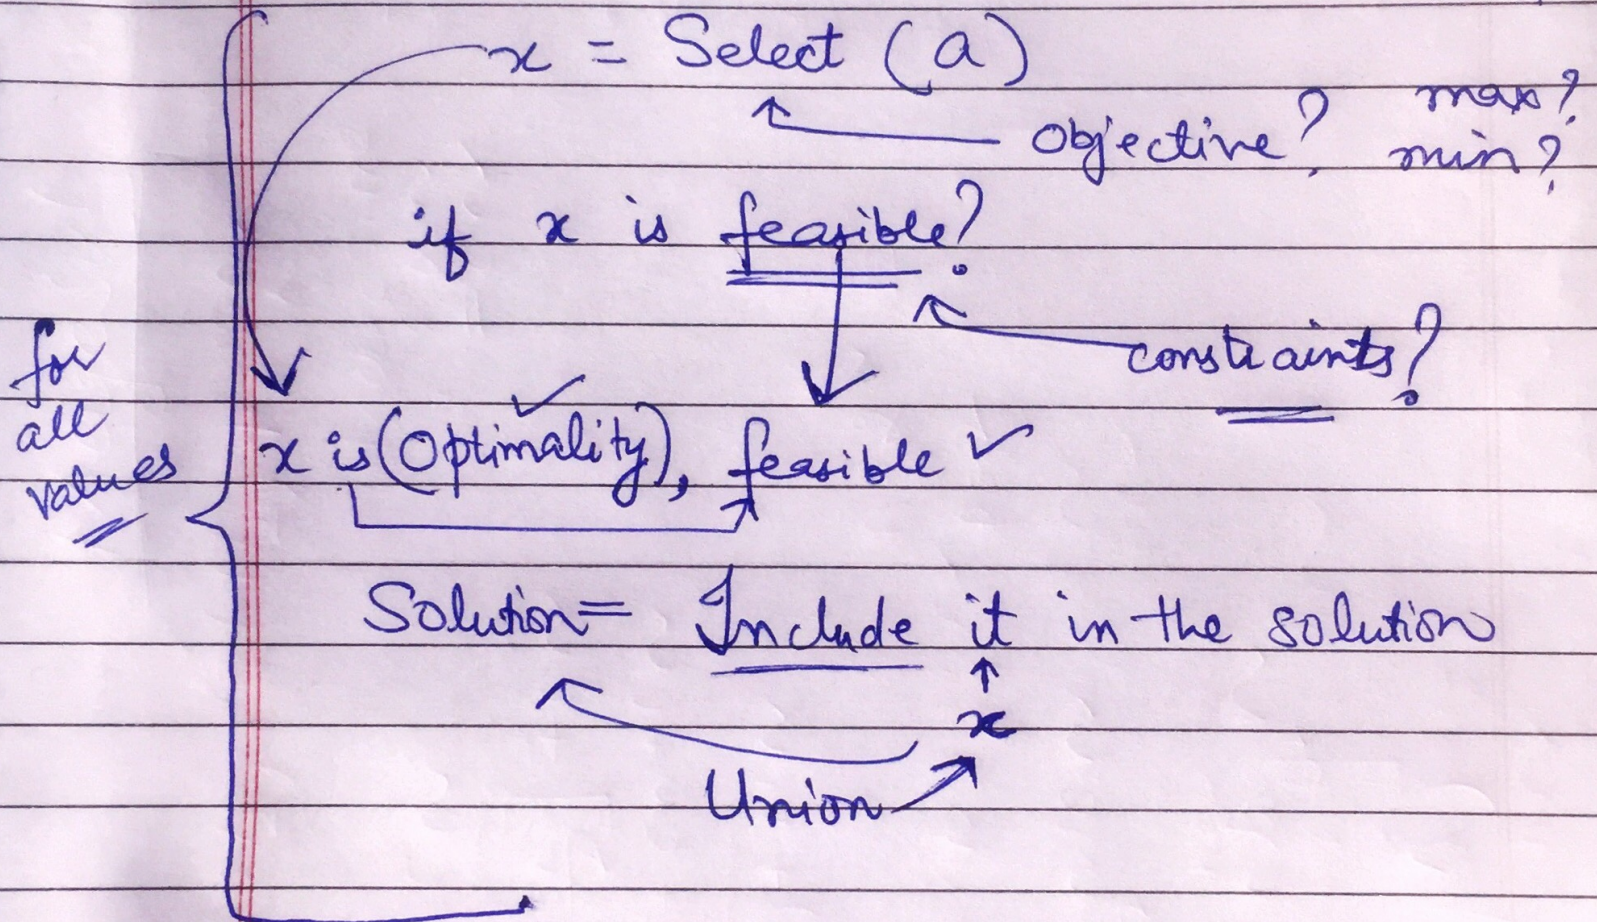 x = Select (a)
Objective? max?
min?
if x is feasible?
constraints?
for
all
values
x is (Optimality), feasible
Solution = Include it in the solution
x
Union